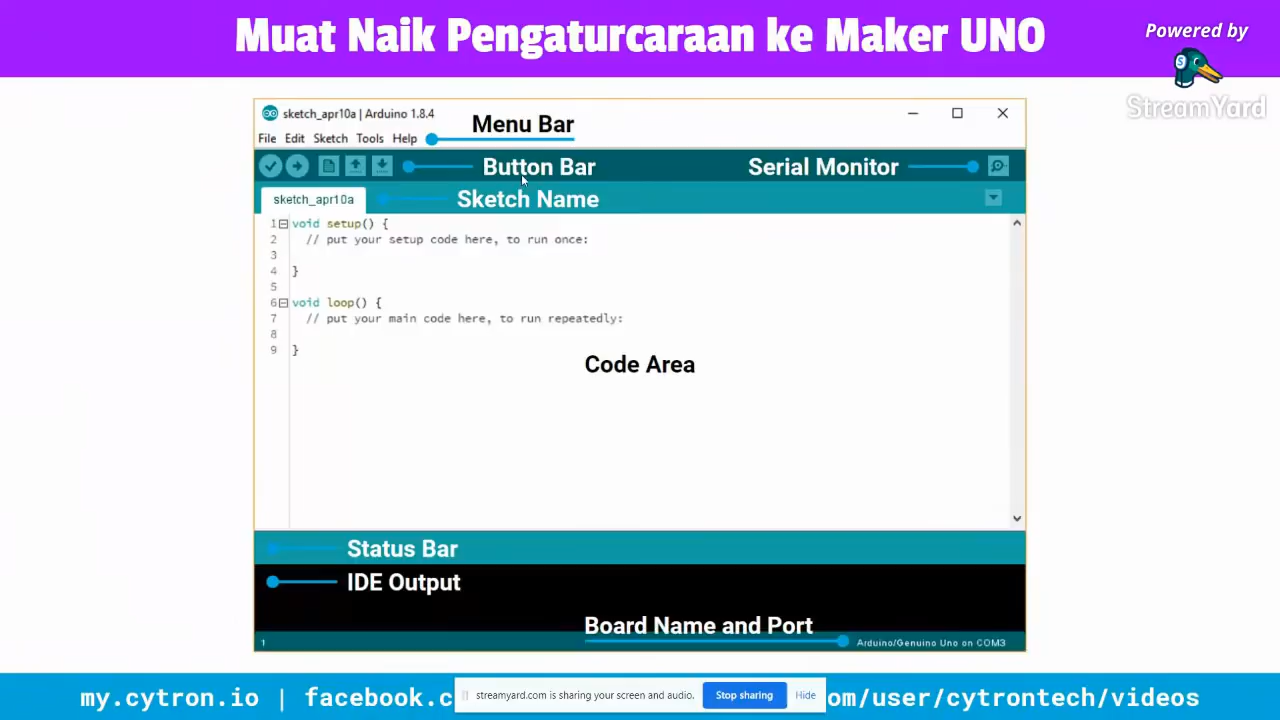 Muat Naik Pengaturcaraan ke Maker UNO
Powered by
StreamYard
sketch_apr10a | Arduino 1.8.4
Menu Bar
File Edit Sketch Tools Help
Button Bar
Serial Monitor
sketch_apr10a
Sketch Name
1 void setup() {
2 // put your setup code here, to run once:
3
4 }
5
6 void loop() {
7 // put your main code here, to run repeatedly:
8
9 }
Code Area
Status Bar
IDE Output
Board Name and Port
1
Arduino/Genuino Uno on COM3
my.cytron.io | facebook.c
streamyard.com is sharing your screen and audio.
Stop sharing
Hide
om/user/cytrontech/videos